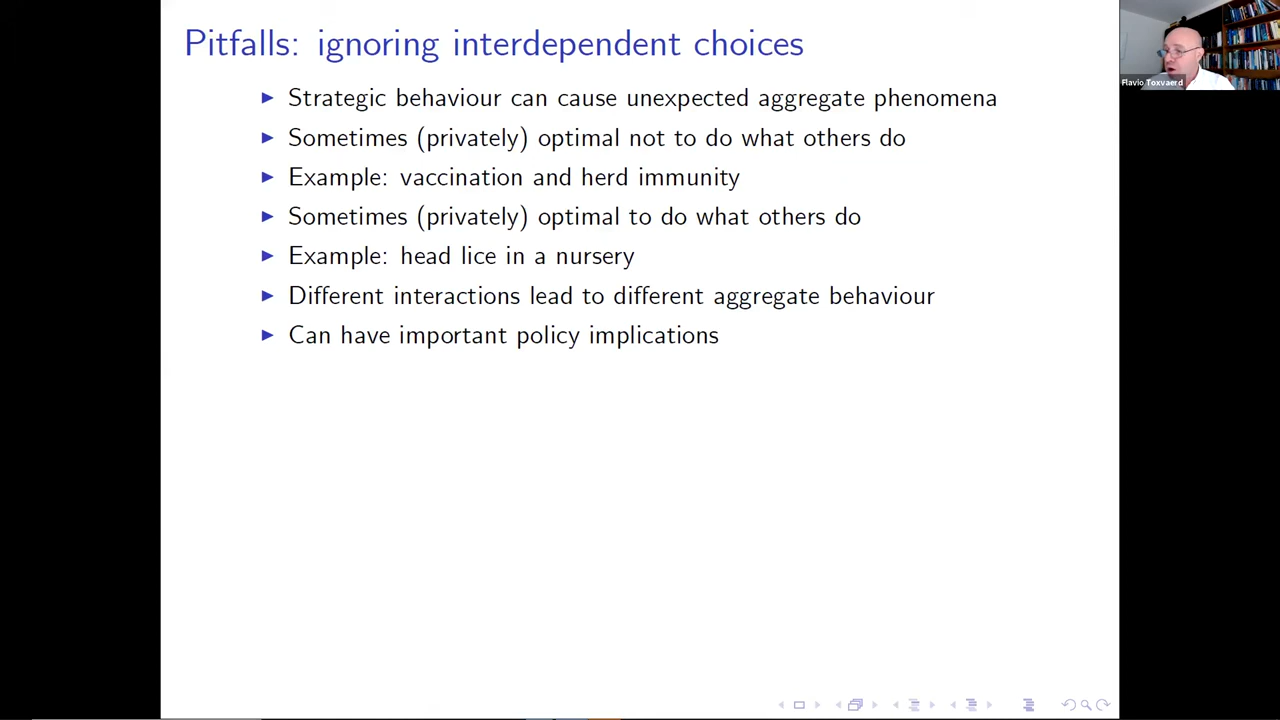 Pitfalls: ignoring interdependent choices
Strategic behaviour can cause unexpected aggregate phenomena
Sometimes (privately) optimal not to do what others do
Example: vaccination and herd immunity
Sometimes (privately) optimal to do what others do
Example: head lice in a nursery
Different interactions lead to different aggregate behaviour
Can have important policy implications
Flavio Toxvaerd